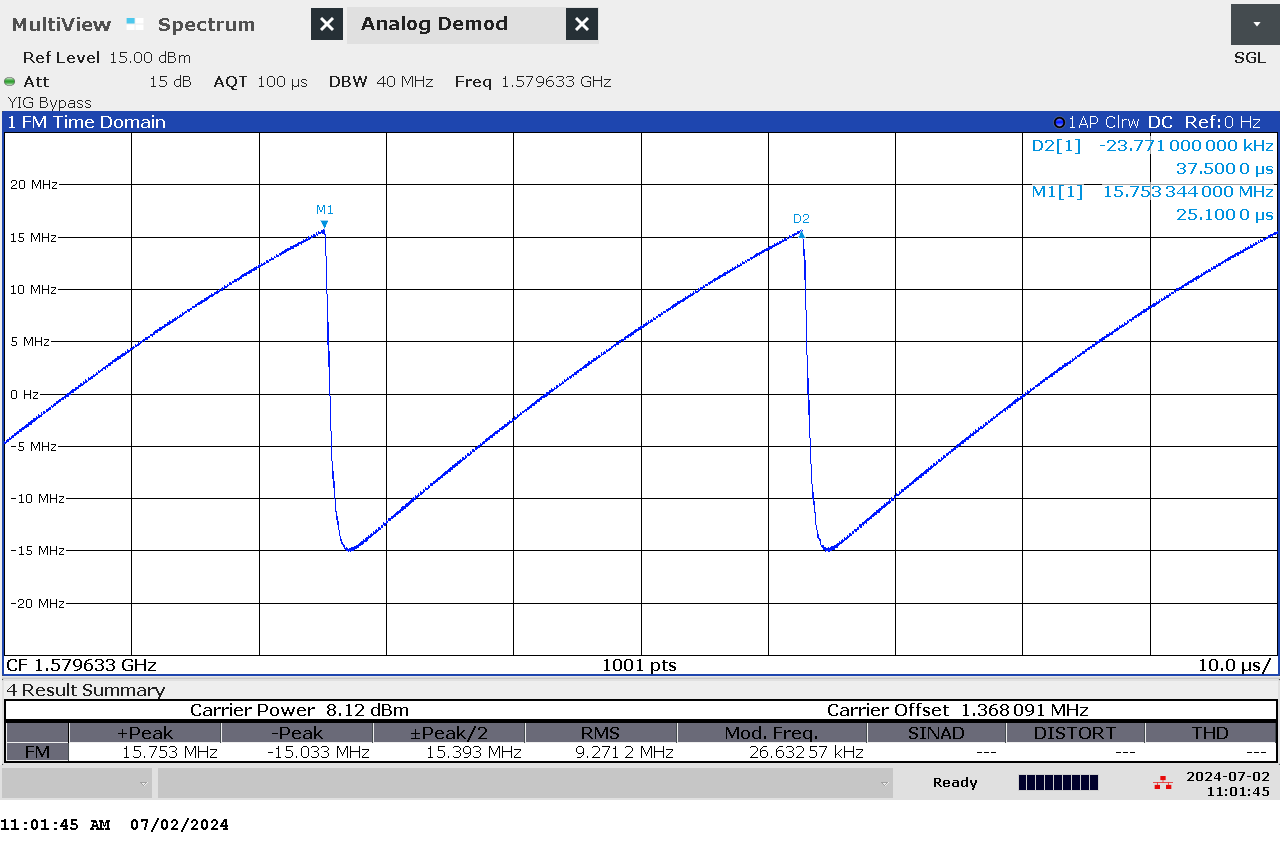 MultiView Spectrum ✕ Analog Demod ✕
Ref Level 15.00 dBm SGL
Att 15 dB AQT 100 µs DBW 40 MHz Freq 1.579633 GHz
YIG Bypass
1 FM Time Domain 1AP Clrw DC Ref:0 Hz
D2[1] -23.771 000 000 kHz
37.500 0 µs
M1[1] 15.753 344 000 MHz
25.100 0 µs
20 MHz
M1
D2
15 MHz
10 MHz
5 MHz
0 Hz
-5 MHz
-10 MHz
-15 MHz
-20 MHz
CF 1.579633 GHz 1001 pts 10.0 µs/
4 Result Summary
Carrier Power 8.12 dBm Carrier Offset 1.368 091 MHz
+Peak -Peak ±Peak/2 RMS Mod. Freq. SINAD DISTORT THD
FM 15.753 MHz -15.033 MHz 15.393 MHz 9.271 2 MHz 26.632 57 kHz --- --- ---
Ready 2024-07-02
11:01:45
11:01:45 AM 07/02/2024